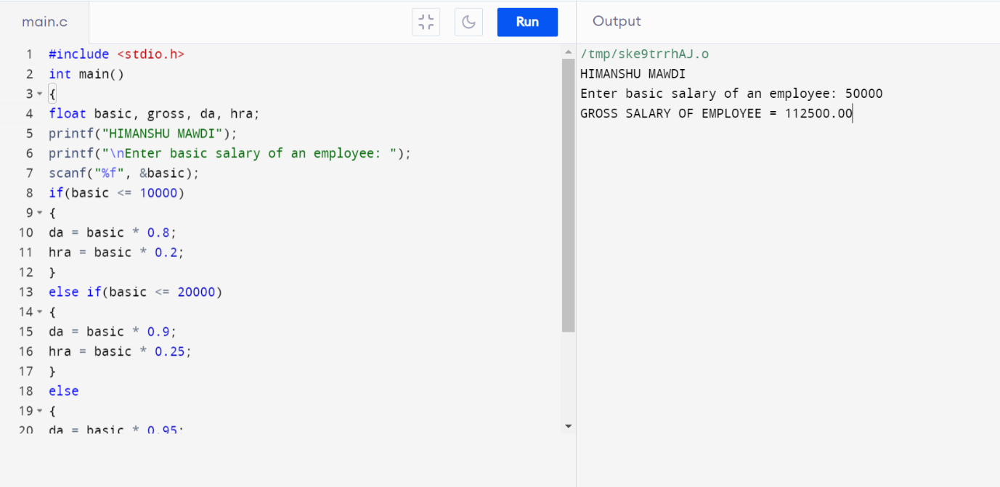 main.c
Run
Output
1 #include <stdio.h>
2 int main()
3 {
4 float basic, gross, da, hra;
5 printf("HIMANSHU MAWDI");
6 printf("\nEnter basic salary of an employee: ");
7 scanf("%f", &basic);
8 if(basic <= 10000)
9 {
10 da = basic * 0.8;
11 hra = basic * 0.2;
12 }
13 else if(basic <= 20000)
14 {
15 da = basic * 0.9;
16 hra = basic * 0.25;
17 }
18 else
19 {
20 da = basic * 0.95;
/tmp/ske9trrhAJ.o
HIMANSHU MAWDI
Enter basic salary of an employee: 50000
GROSS SALARY OF EMPLOYEE = 112500.00